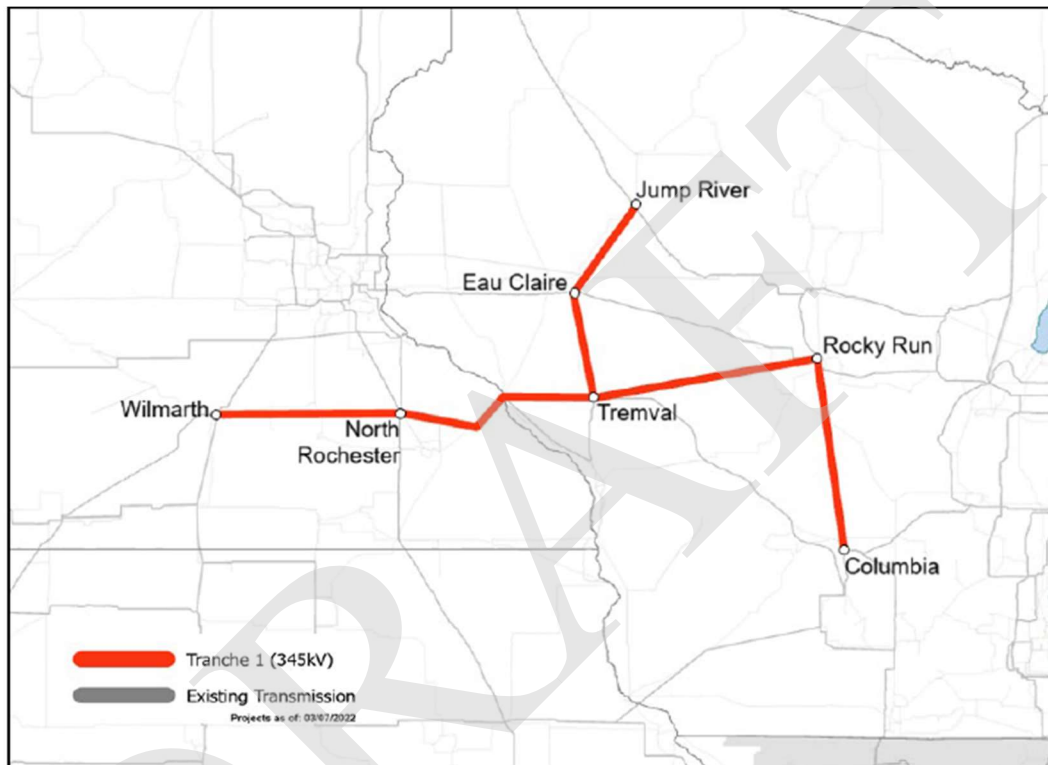 Jump River
Eau Claire
Rocky Run
Wilmarth
North
Rochester
Tremval
Columbia
Tranche 1 (345kV)
Existing Transmission
Projects as of: 03/07/2022
DRAFT